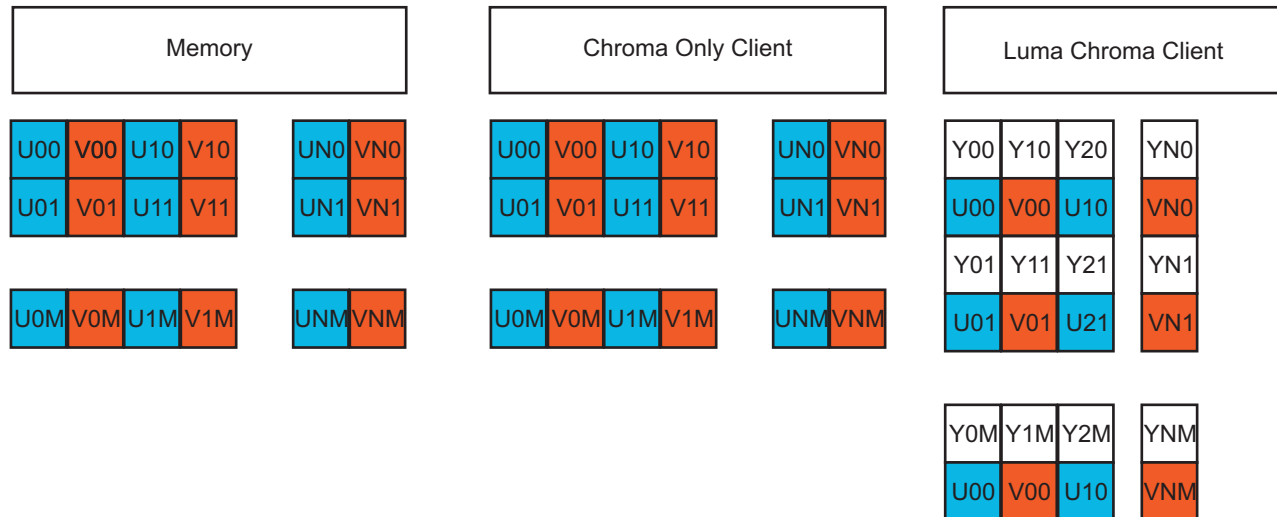 Memory
Chroma Only Client
Luma Chroma Client
U00 V00 U10 V10 UN0 VN0
U01 V01 U11 V11 UN1 VN1
U0M V0M U1M V1M UNM VNM
U00 V00 U10 V10 UN0 VN0
U01 V01 U11 V11 UN1 VN1
U0M V0M U1M V1M UNM VNM
Y00 Y10 Y20 YN0
U00 V00 U10 VN0
Y01 Y11 Y21 YN1
U01 V01 U21 VN1
Y0M Y1M Y2M YNM
U00 V00 U10 VNM